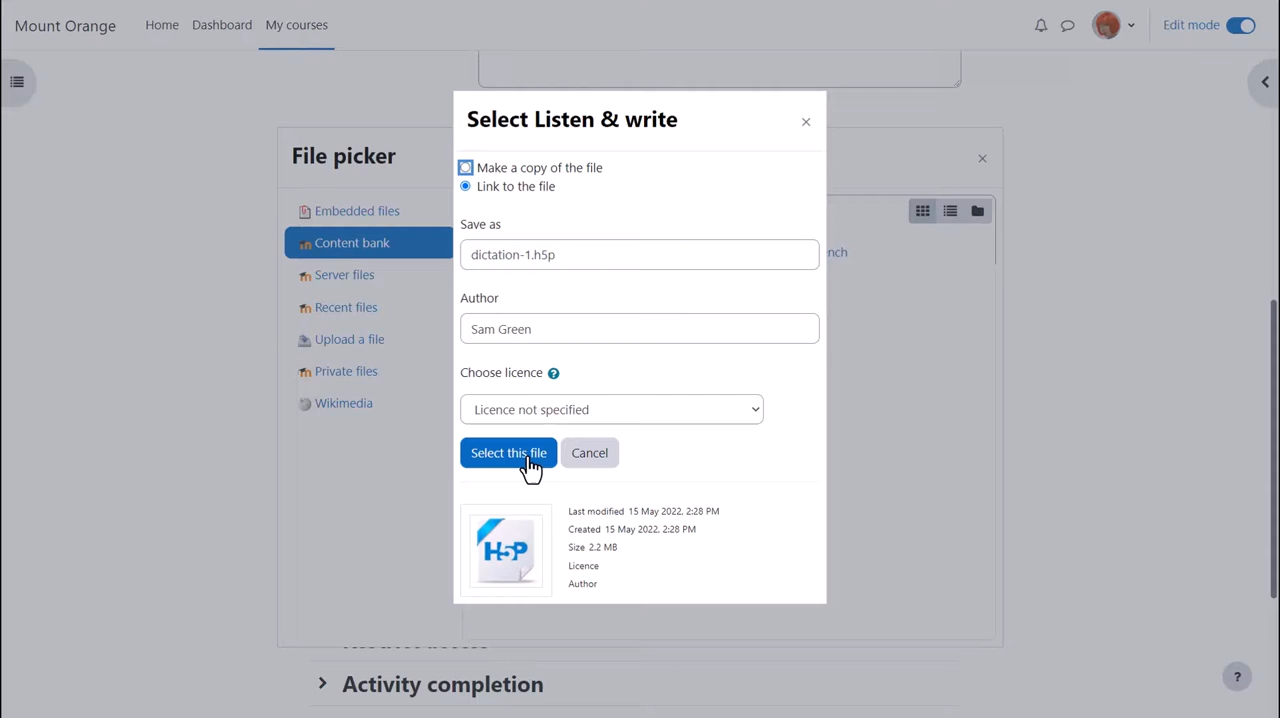 Mount Orange
Home
Dashboard
My courses
Edit mode
Select Listen & write
×
File picker
×
Make a copy of the file
Link to the file
Embedded files
Content bank
Server files
Recent files
Upload a file
Private files
Wikimedia
Save as
dictation-1.h5p
Author
Sam Green
Choose licence ?
Licence not specified
Select this file
Cancel
H5P
Last modified 15 May 2022, 2:28 PM
Created 15 May 2022, 2:28 PM
Size 2.2 MB
Licence
Author
Activity completion
?